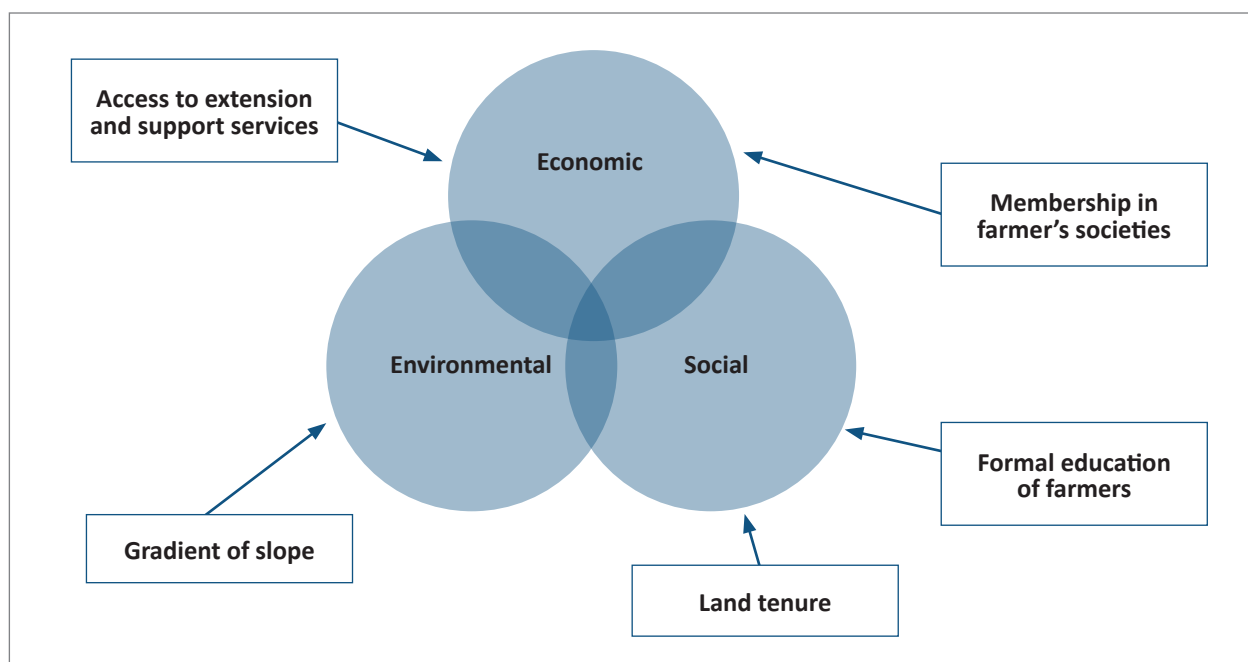 Access to extension
and support services
Economic
Membership in
farmer’s societies
Environmental
Social
Formal education
of farmers
Gradient of slope
Land tenure